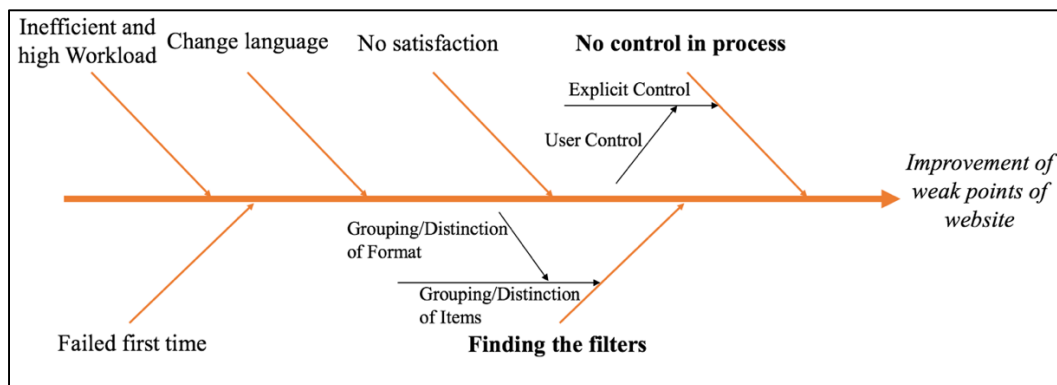 Inefficient and
high Workload
Change language
No satisfaction
No control in process
Explicit Control
User Control
Improvement of
weak points of
website
Grouping/Distinction
of Format
Grouping/Distinction
of Items
Failed first time
Finding the filters